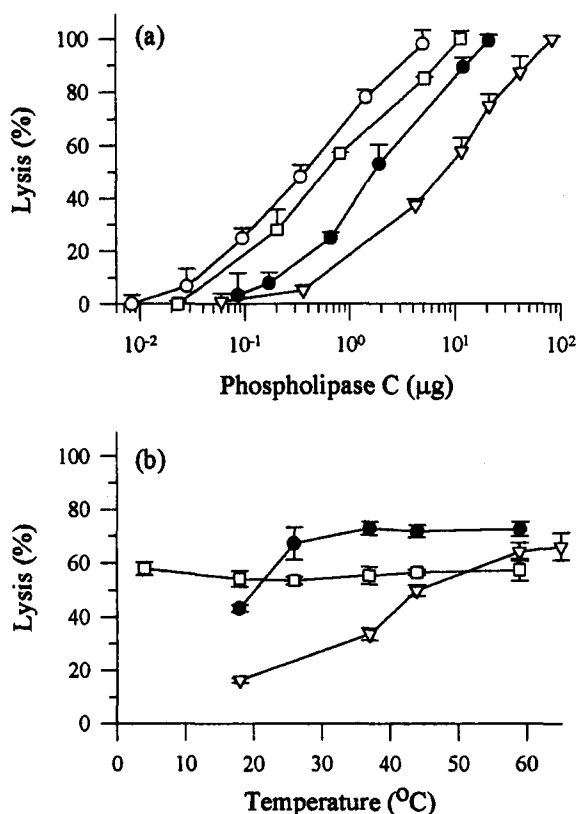 (a)
Lysis (%)
100
80
60
40
20
0
10⁻² 10⁻¹ 10⁰ 10¹ 10²
Phospholipase C (μg)
(b)
Lysis (%)
100
80
60
40
20
0
0 10 20 30 40 50 60
Temperature (°C)